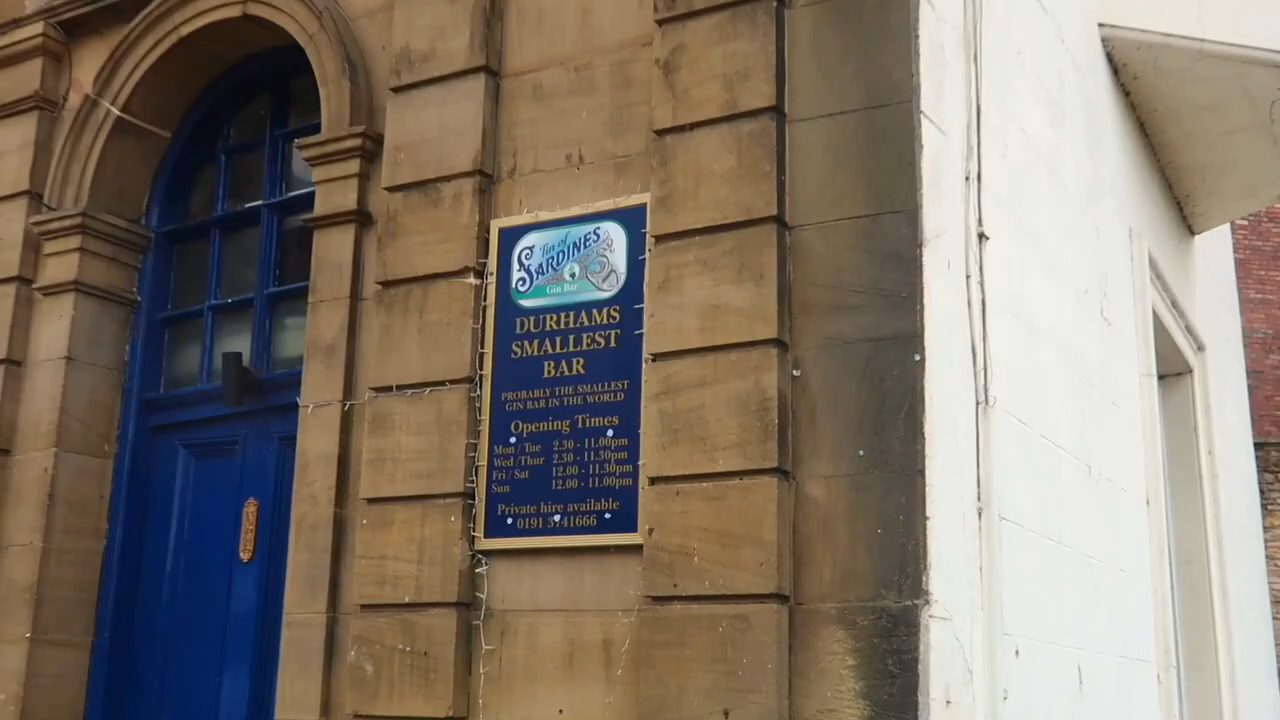 Tin of
SARDINES
Gin Bar
DURHAMS
SMALLEST
BAR
PROBABLY THE SMALLEST
GIN BAR IN THE WORLD
Opening Times
Mon / Tue 2.30 - 11.00pm
Wed / Thur 2.30 - 11.30pm
Fri / Sat 12.00 - 11.30pm
Sun 12.00 - 11.00pm
Private hire available
0191 3741666